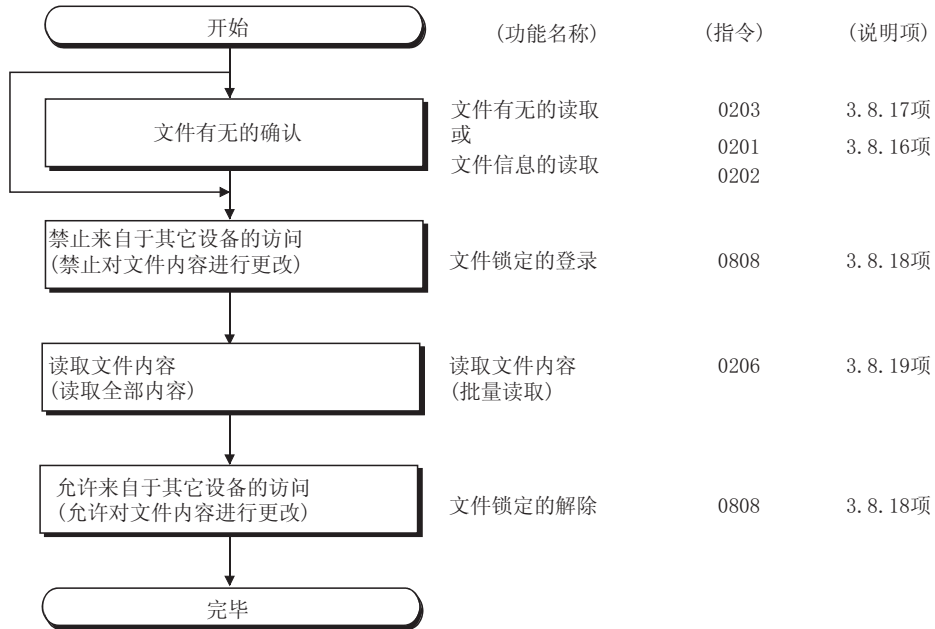 开始
(功能名称) (指令) (说明项)
文件有无的确认
文件有无的读取 0203 3.8.17项
或
0201 3.8.16项
文件信息的读取
0202
禁止来自于其它设备的访问
(禁止对文件内容进行更改)
文件锁定的登录 0808 3.8.18项
读取文件内容
(读取全部内容)
读取文件内容 0206 3.8.19项
(批量读取)
允许来自于其它设备的访问
(允许对文件内容进行更改)
文件锁定的解除 0808 3.8.18项
完毕